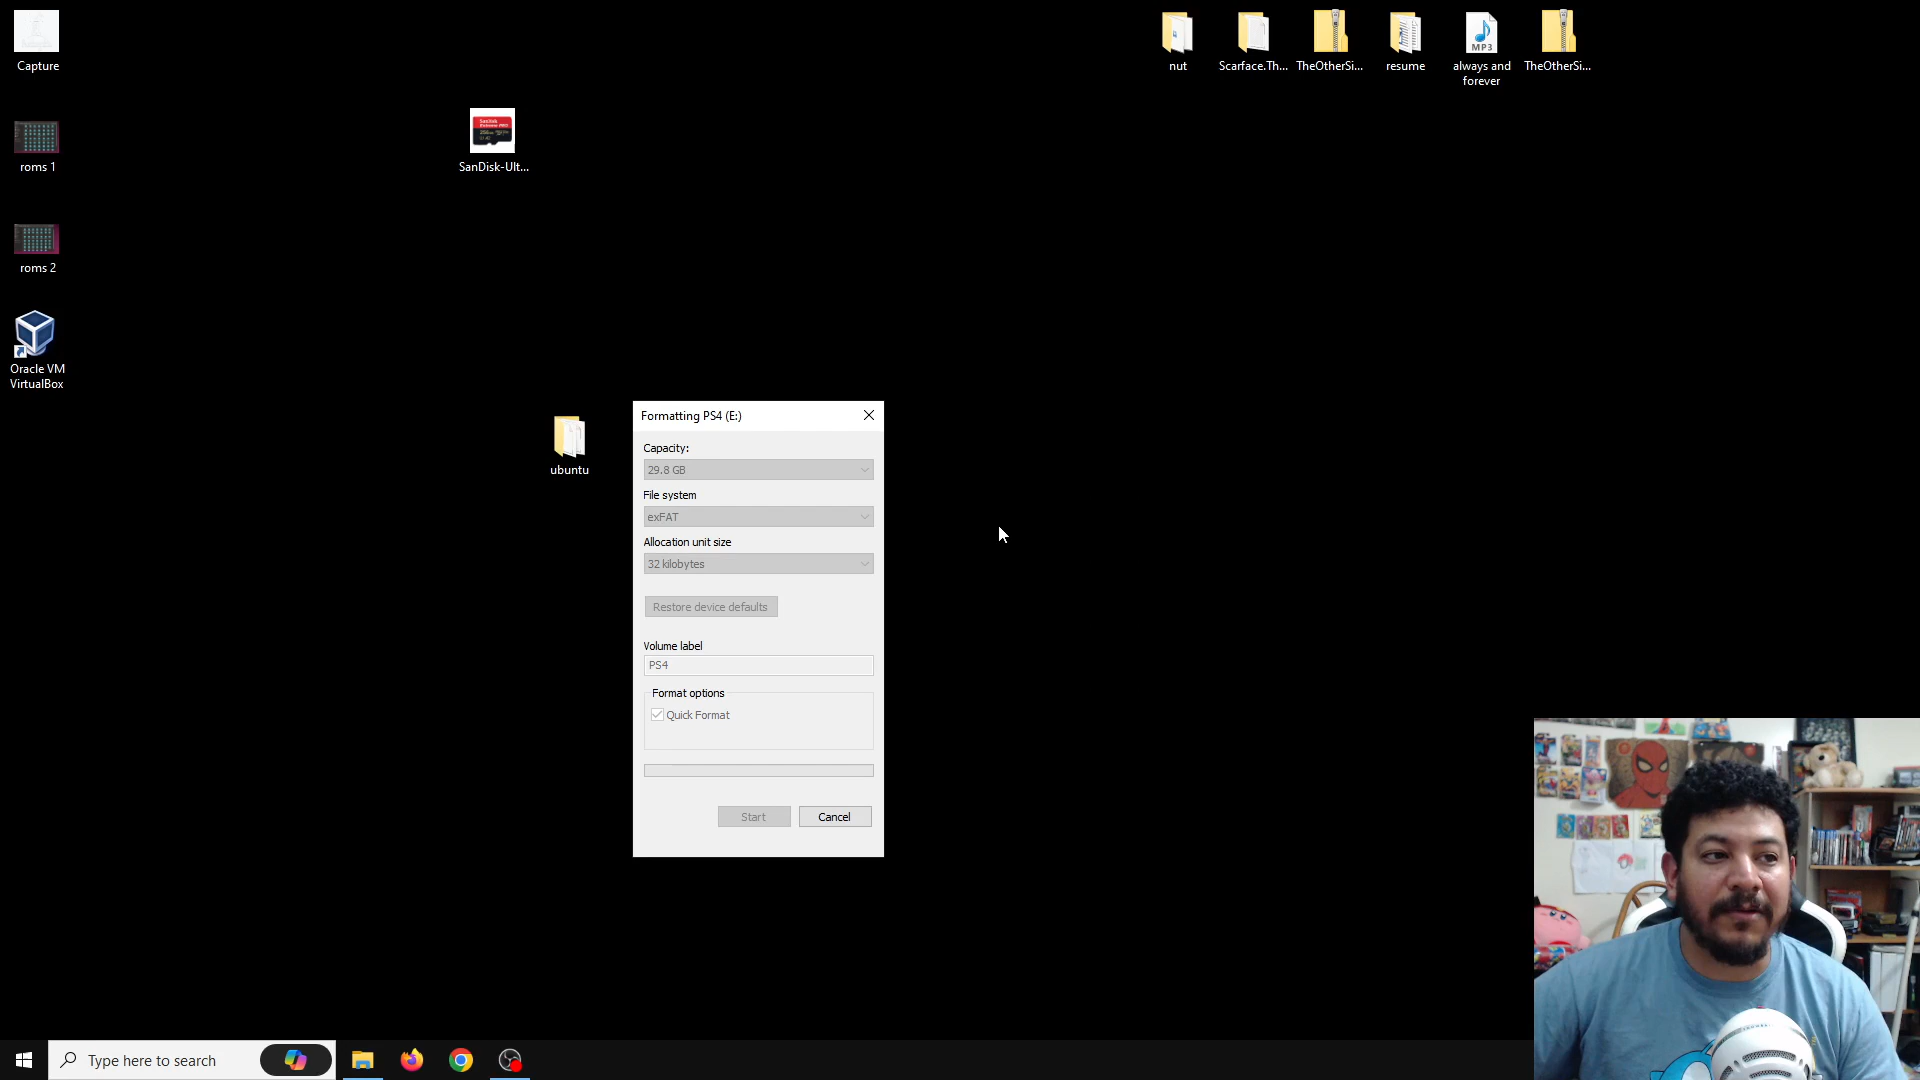 Capture
roms 1
roms 2
Oracle VM
VirtualBox
SanDisk-Ult...
ubuntu
nut
Scarface.Th...
TheOtherSi...
resume
MP3
always and
forever
TheOtherSi...
Formatting PS4 (E:)
Capacity:
29.8 GB
File system
exFAT
Allocation unit size
32 kilobytes
Restore device defaults
Volume label
PS4
Format options
Quick Format
Start
Cancel
Type here to search